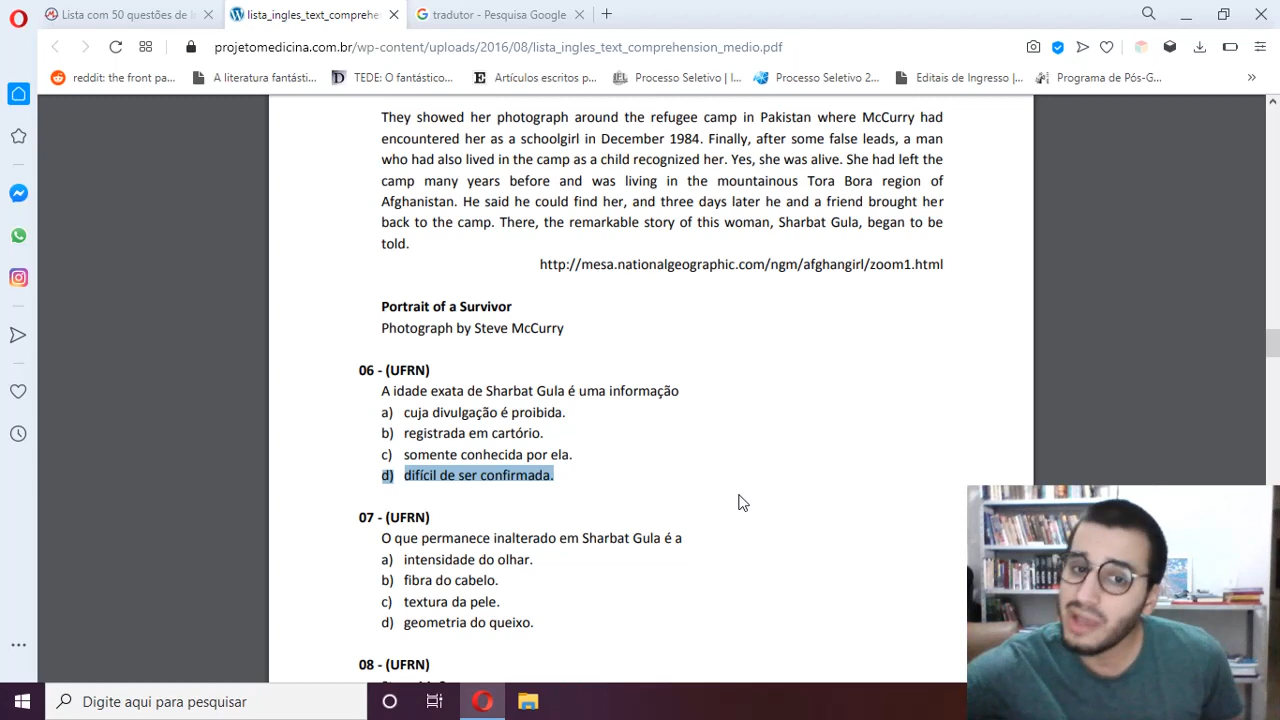 Lista com 50 questões de i
lista_ingles_text_comprehe
tradutor - Pesquisa Google
projetomedicina.com.br/wp-content/uploads/2016/08/lista_ingles_text_comprehension_medio.pdf
reddit: the front pa...
A literatura fantásti...
TEDE: O fantástico...
Artículos escritos p...
Processo Seletivo | I...
Processo Seletivo 2...
Editais de Ingresso |...
Programa de Pós-G...
They showed her photograph around the refugee camp in Pakistan where McCurry had
encountered her as a schoolgirl in December 1984. Finally, after some false leads, a man
who had also lived in the camp as a child recognized her. Yes, she was alive. She had left the
camp many years before and was living in the mountainous Tora Bora region of
Afghanistan. He said he could find her, and three days later he and a friend brought her
back to the camp. There, the remarkable story of this woman, Sharbat Gula, began to be
told.
http://mesa.nationalgeographic.com/ngm/afghangirl/zoom1.html
Portrait of a Survivor
Photograph by Steve McCurry
06 - (UFRN)
A idade exata de Sharbat Gula é uma informação
a) cuja divulgação é proibida.
b) registrada em cartório.
c) somente conhecida por ela.
d) difícil de ser confirmada.
07 - (UFRN)
O que permanece inalterado em Sharbat Gula é a
a) intensidade do olhar.
b) fibra do cabelo.
c) textura da pele.
d) geometria do queixo.
08 - (UFRN)
Digite aqui para pesquisar